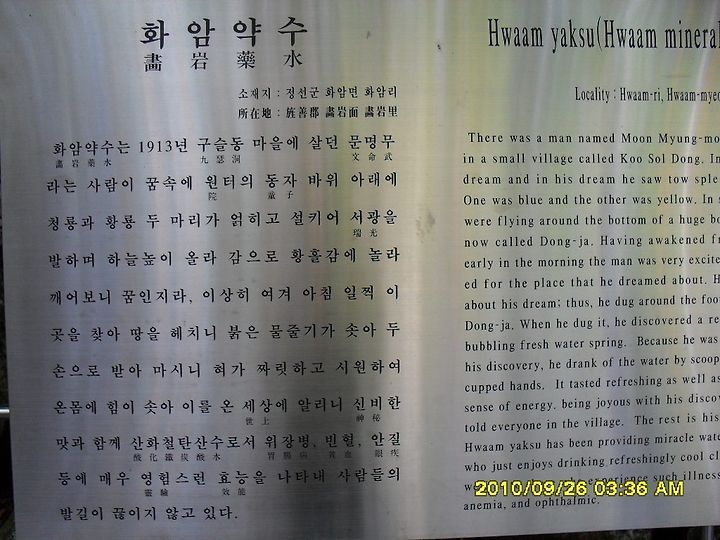 화암약수
畵岩藥水
소재지 : 정선군 화암면 화암리
所在地 : 旌善郡 畵岩面 畵岩里
화암약수는 1913년 구슬동 마을에 살던 문명무
畵岩藥水 九瑟洞 文命武
라는 사람이 꿈속에 원터의 동자 바위 아래에
院 童子
청룡과 황룡 두 마리가 얽히고 설키어 서광을
瑞光
발하며 하늘높이 올라 감으로 황홀감에 놀라
깨어보니 꿈인지라, 이상히 여겨 아침 일찍 이
곳을 찾아 땅을 헤치니 붉은 물줄기가 솟아 두
손으로 받아 마시니 혀가 짜릿하고 시원하여
온몸에 힘이 솟아 이를 온 세상에 알리니 신비한
世上 神秘
맛과 함께 산화철탄산수로서 위장병, 빈혈, 안질
酸化鐵炭酸水 胃腸病 貧血 眼疾
등에 매우 영험스런 효능을 나타내 사람들의
靈驗 效能
발길이 끊이지 않고 있다.
Hwaam yaksu(Hwaam mineral
Locality : Hwaam-ri, Hwaam-myeo
There was a man named Moon Myung-mo
in a small village called Koo Sol Dong. In
dream and in his dream he saw tow sple
One was blue and the other was yellow. In s
were flying around the bottom of a huge bo
now called Dong-ja. Having awakened fr
early in the morning the man was very excite
ed for the place that he dreamed about. H
about his dream; thus, he dug around the foo
Dong-ja. When he dug it, he discovered a re
bubbling fresh water spring. Because he was
his discovery, he drank of the water by scoop
cupped hands. It tasted refreshing as well as
sense of energy. being joyous with his disco
told everyone in the village. The rest is his
Hwaam yaksu has been providing miracle wate
who just enjoys drinking refreshingly cool cl
experience such illness
anemia, and ophthalmic.
2010/09/26 03:36 AM